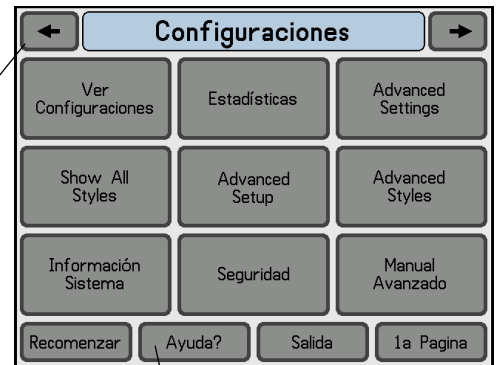 Configuraciones
Ver
Configuraciones
Estadísticas
Advanced
Settings
Show All
Styles
Advanced
Setup
Advanced
Styles
Información
Sistema
Seguridad
Manual
Avanzado
Recomenzar
Ayuda?
Salida
1a Pagina